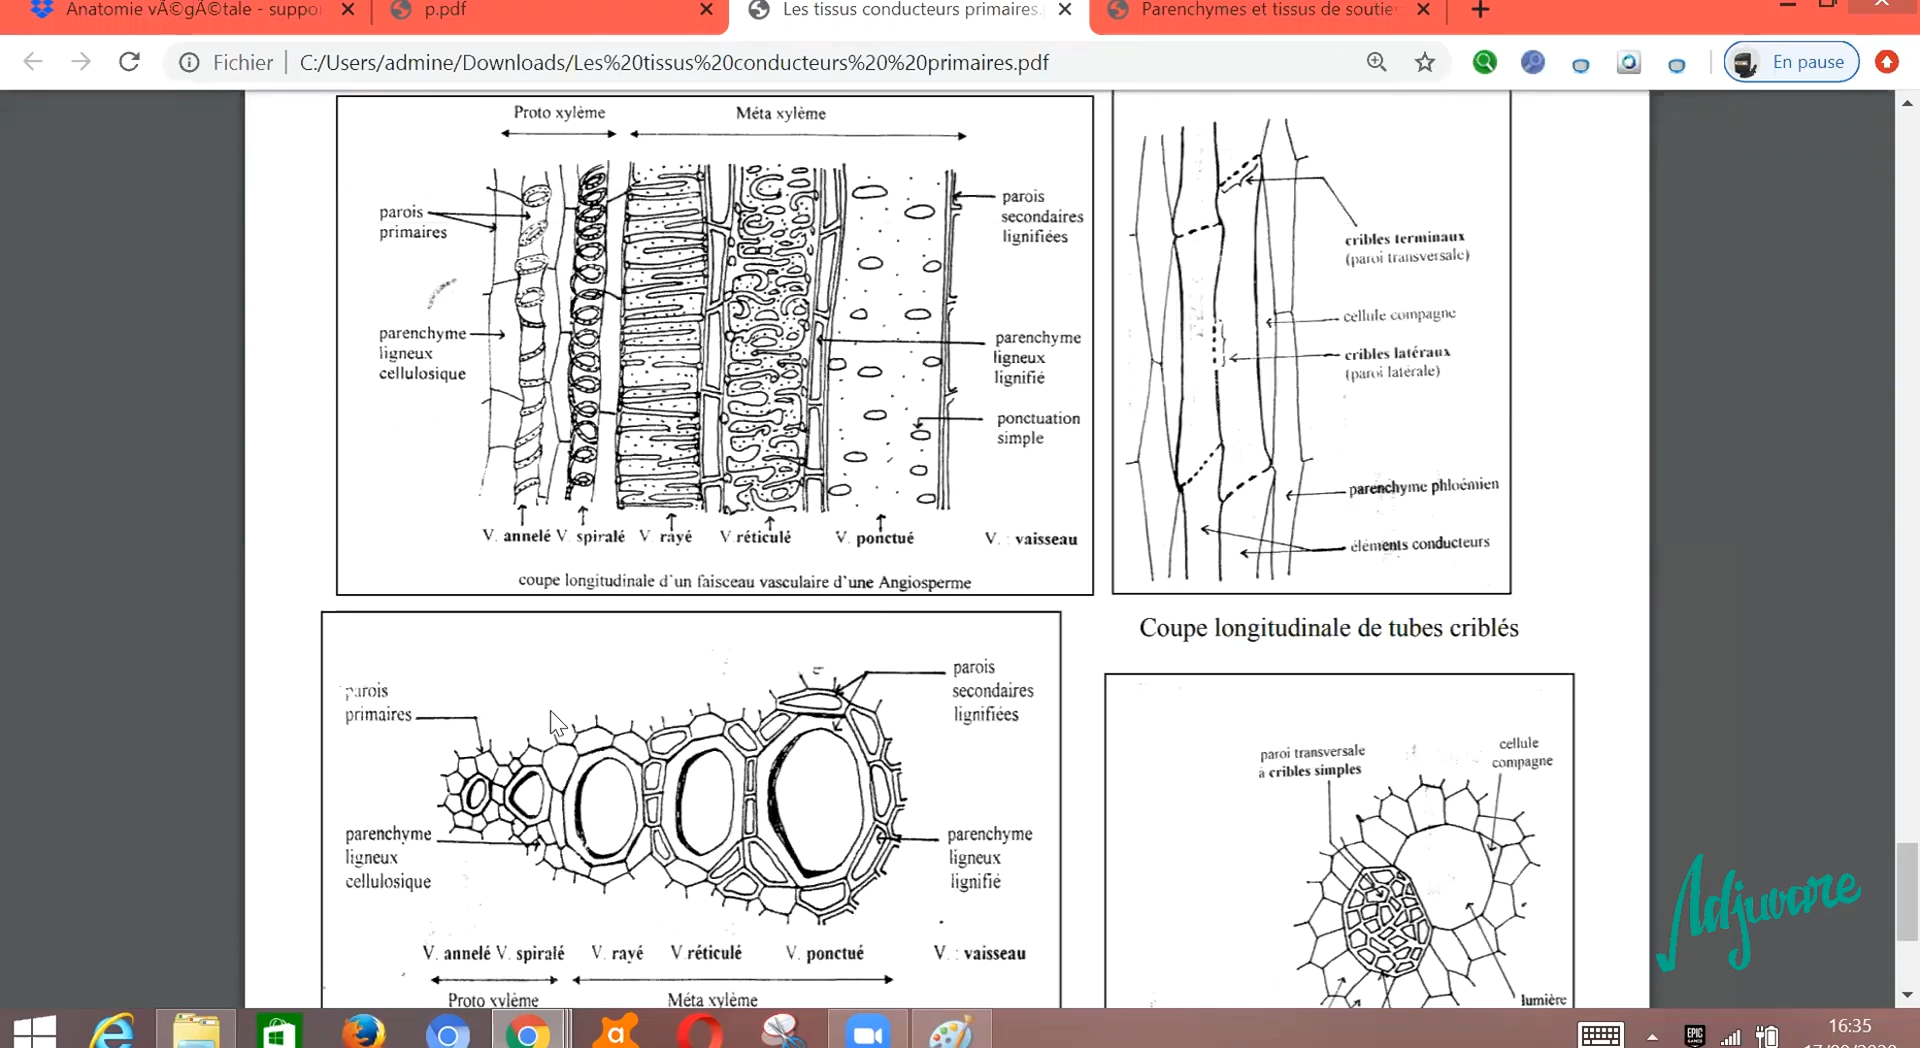 Anatomie vÃ©gÃ©tale - suppo
p.pdf
Les tissus conducteurs primaires.
Parenchymes et tissus de soutie
Fichier
C:/Users/admine/Downloads/Les%20tissus%20conducteurs%20%20primaires.pdf
En pause
Proto xylème
Méta xylème
parois
primaires
parenchyme
ligneux
cellulosique
parois
secondaires
lignifiées
parenchyme
ligneux
lignifié
ponctuation
simple
V. annelé V. spiralé V. rayé V réticulé V. ponctué V. : vaisseau
coupe longitudinale d'un faisceau vasculaire d'une Angiosperme
cribles terminaux
(paroi transversale)
cellule compagne
cribles latéraux
(paroi latérale)
parenchyme phloémien
éléments conducteurs
Coupe longitudinale de tubes criblés
parois
primaires
parenchyme
ligneux
cellulosique
parois
secondaires
lignifiées
parenchyme
ligneux
lignifié
V. annelé V. spiralé V. rayé V réticulé V. ponctué V. : vaisseau
Proto xylème
Méta xylème
paroi transversale
à cribles simples
cellule
compagne
lumière
Adjuvare
16:35